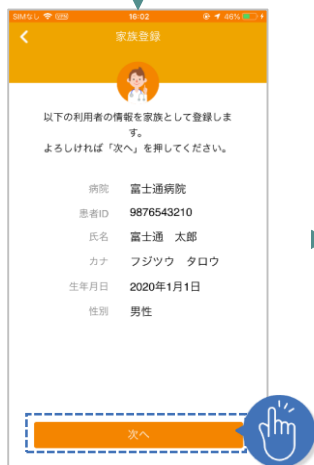 SIMなし 16:02 46%
家族登録
以下の利用者の情報を家族として登録しま
す。
よろしければ「次へ」を押してください。
病院 富士通病院
患者ID 9876543210
氏名 富士通 太郎
カナ フジツウ タロウ
生年月日 2020年1月1日
性別 男性
次へ